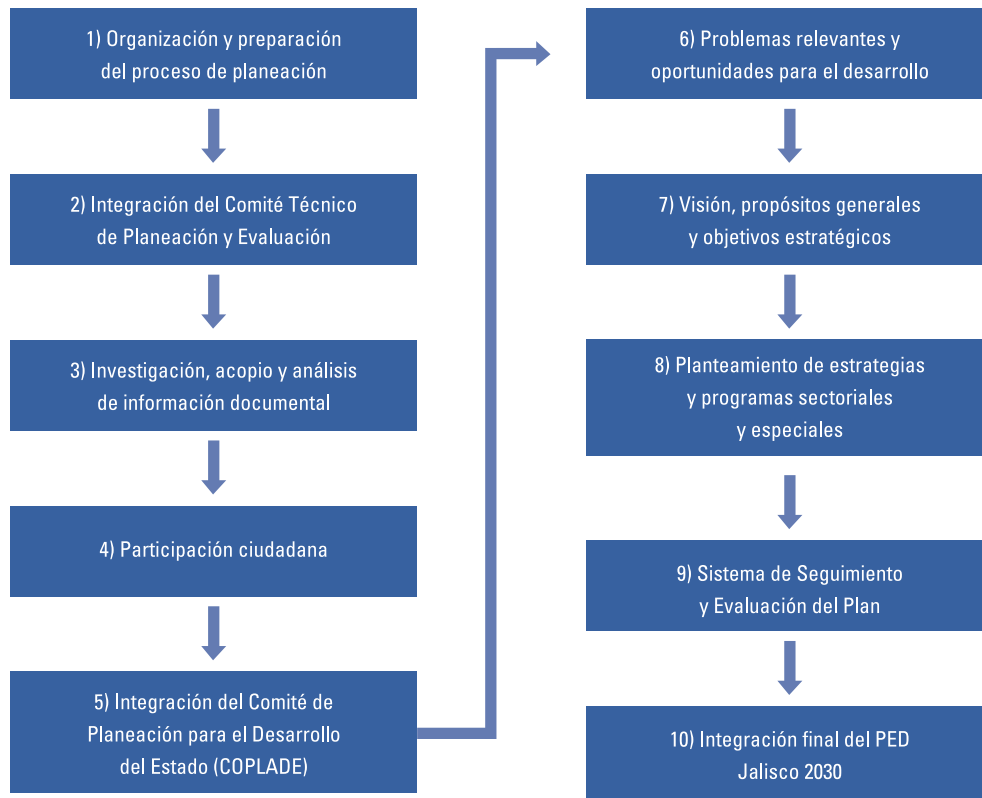 1) Organización y preparación
del proceso de planeación
2) Integración del Comité Técnico
de Planeación y Evaluación
3) Investigación, acopio y análisis
de información documental
4) Participación ciudadana
5) Integración del Comité de
Planeación para el Desarrollo
del Estado (COPLADE)
6) Problemas relevantes y
oportunidades para el desarrollo
7) Visión, propósitos generales
y objetivos estratégicos
8) Planteamiento de estrategias
y programas sectoriales
y especiales
9) Sistema de Seguimiento
y Evaluación del Plan
10) Integración final del PED
Jalisco 2030